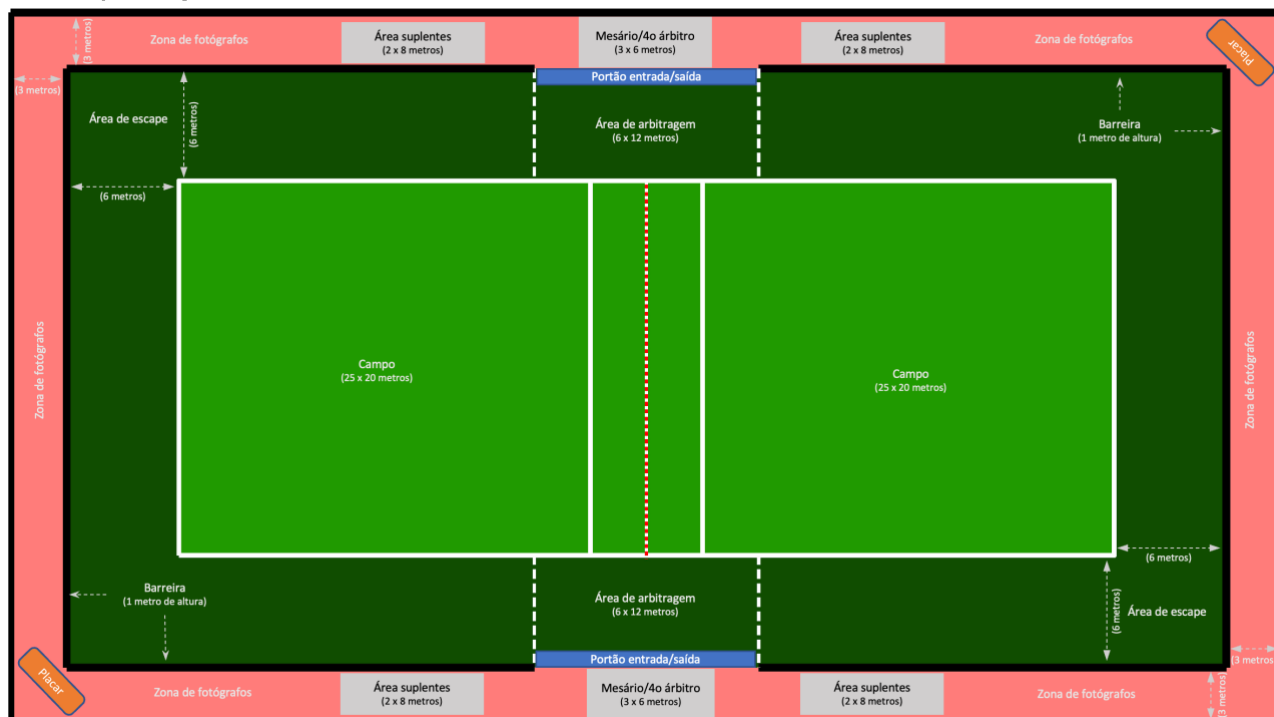 (3 metros)
Zona de fotógrafos
Área suplentes
(2 x 8 metros)
Mesário/4o árbitro
(3 x 6 metros)
Área suplentes
(2 x 8 metros)
Zona de fotógrafos
Placar
(3 metros)
Portão entrada/saída
Área de escape
(6 metros)
Área de arbitragem
(6 x 12 metros)
Barreira
(1 metro de altura)
(6 metros)
Zona de fotógrafos
Campo
(25 x 20 metros)
Campo
(25 x 20 metros)
Zona de fotógrafos
(6 metros)
Barreira
(1 metro de altura)
Área de arbitragem
(6 x 12 metros)
(6 metros)
Área de escape
Portão entrada/saída
(3 metros)
Placar
Zona de fotógrafos
Área suplentes
(2 x 8 metros)
Mesário/4o árbitro
(3 x 6 metros)
Área suplentes
(2 x 8 metros)
Zona de fotógrafos
(3 metros)